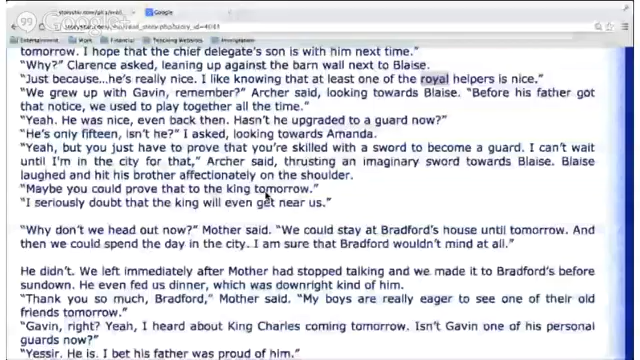 99 Google+
Google
Entertainment Work Financial Travel Documents Immigration
tomorrow. I hope that the chief delegate's son is with him next time."
"Why?" Clarence asked, leaning up against the barn wall next to Blaise.
"Just because...he's really nice. I like knowing that at least one of the royal helpers is nice."
"We grew up with Gavin, remember?" Archer said, looking towards Blaise. "Before his father got
that notice, we used to play together all the time."
"Yeah. He was nice, even back then. Hasn't he upgraded to a guard now?"
"He's only fifteen, isn't he?" I asked, looking towards Amanda.
"Yeah, but you just have to prove that you're skilled with a sword to become a guard. I can't wait
until I'm in the city for that," Archer said, thrusting an imaginary sword towards Blaise. Blaise
laughed and hit his brother affectionately on the shoulder.
"Maybe you could prove that to the king tomorrow."
"I seriously doubt that the king will even get near us."
"Why don't we head out now?" Mother said. "We could stay at Bradford's house until tomorrow. And
then we could spend the day in the city. I am sure that Bradford wouldn't mind at all."
He didn't. We left immediately after Mother had stopped talking and we made it to Bradford's before
sundown. He even fed us dinner, which was downright kind of him.
"Thank you so much, Bradford," Mother said. "My boys are really eager to see one of their old
friends tomorrow."
"Gavin, right? Yeah, I heard about King Charles coming tomorrow. Isn't Gavin one of his personal
guards now?"
"Yessir. He is. I bet his father was proud of him."